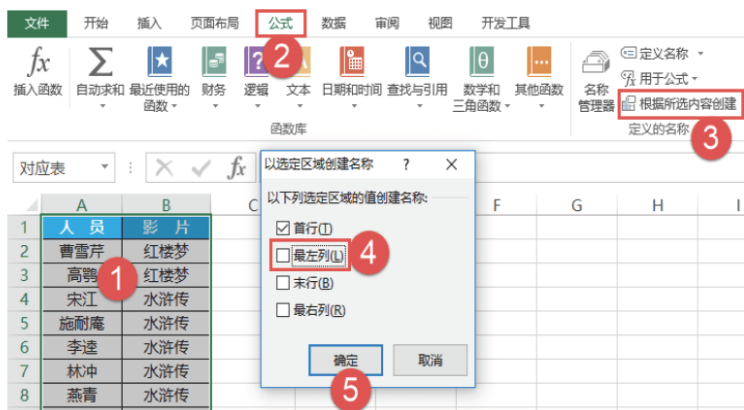 文件 开始 插入 页面布局 公式 数据 审阅 视图 开发工具
2
fx Σ ? A θ ...
插入函数 自动求和 最近使用的函数 财务 逻辑 文本 日期和时间 查找与引用 数学和三角函数 其他函数
函数库
名称管理器
定义名称
用于公式
根据所选内容创建
定义的名称
3
对应表 fx
以选定区域创建名称 ? ×
以下列选定区域的值创建名称:
首行(T)
最左列(L)
4
末行(B)
最右列(R)
确定 取消
5
A B C F G H I
1 人员 影片
2 曹雪芹 红楼梦
3 高鹗 红楼梦
1
4 宋江 水浒传
5 施耐庵 水浒传
6 李逵 水浒传
7 林冲 水浒传
8 燕青 水浒传